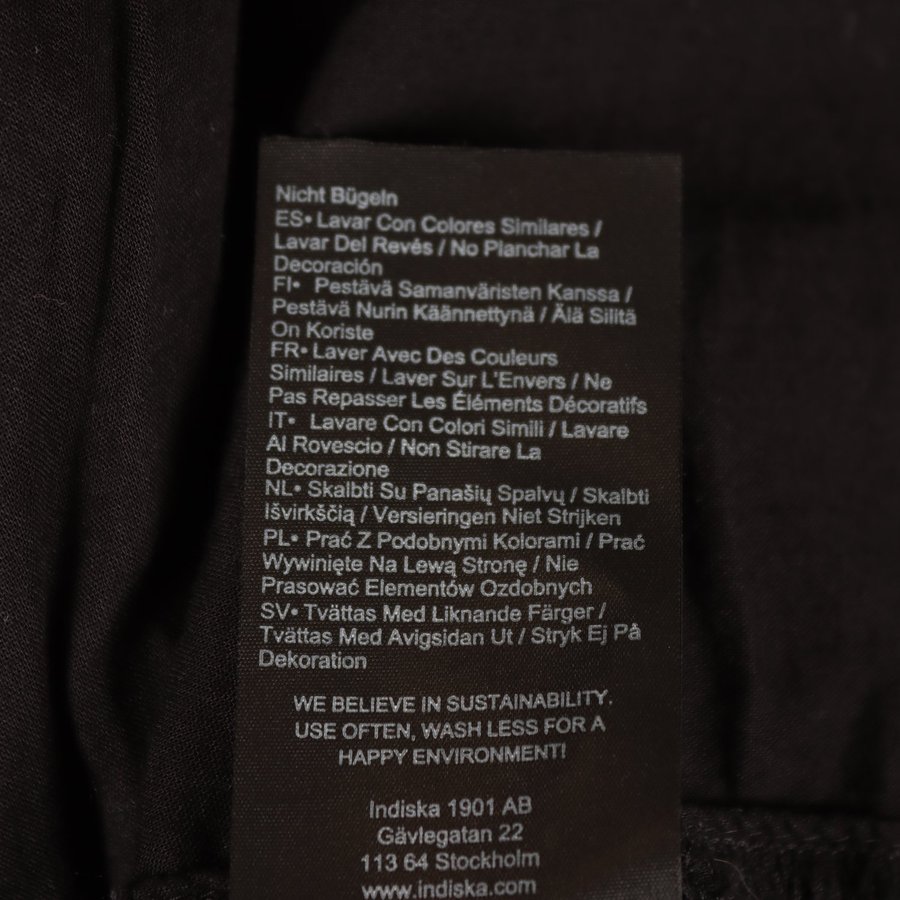 Nicht Bügeln
ES• Lavar Con Colores Similares /
Lavar Del Revés / No Planchar La
Decoración
FI• Pestävä Samanväristen Kanssa /
Pestävä Nurin Käännettynä / Älä Silitä
On Koriste
FR• Laver Avec Des Couleurs
Similaires / Laver Sur L'Envers / Ne
Pas Repasser Les Éléments Décoratifs
IT• Lavare Con Colori Simili / Lavare
Al Rovescio / Non Stirare La
Decorazione
NL• Skalbti Su Panašių Spalvų / Skalbti
Išvirkščią / Versieringen Niet Strijken
PL• Prać Z Podobnymi Kolorami / Prać
Wywinięte Na Lewą Stronę / Nie
Prasować Elementów Ozdobnych
SV• Tvättas Med Liknande Färger /
Tvättas Med Avigsidan Ut / Stryk Ej På
Dekoration
WE BELIEVE IN SUSTAINABILITY.
USE OFTEN, WASH LESS FOR A
HAPPY ENVIRONMENT!
Indiska 1901 AB
Gävlegatan 22
113 64 Stockholm
www.indiska.com